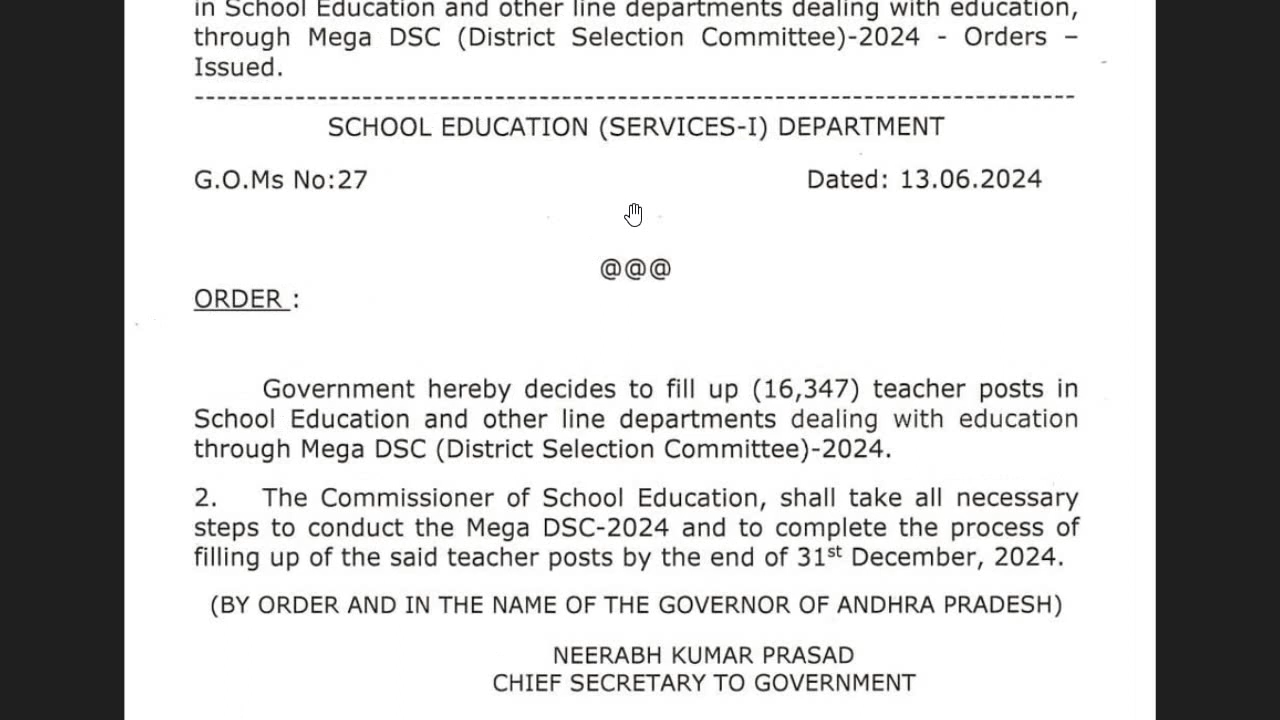 in School Education and other line departments dealing with education,
through Mega DSC (District Selection Committee)-2024 - Orders –
Issued.
--------------------------------------------------------------------------------
SCHOOL EDUCATION (SERVICES-I) DEPARTMENT
G.O.Ms No:27 Dated: 13.06.2024
@@@
ORDER :
Government hereby decides to fill up (16,347) teacher posts in
School Education and other line departments dealing with education
through Mega DSC (District Selection Committee)-2024.
2. The Commissioner of School Education, shall take all necessary
steps to conduct the Mega DSC-2024 and to complete the process of
filling up of the said teacher posts by the end of 31st December, 2024.
(BY ORDER AND IN THE NAME OF THE GOVERNOR OF ANDHRA PRADESH)
NEERABH KUMAR PRASAD
CHIEF SECRETARY TO GOVERNMENT